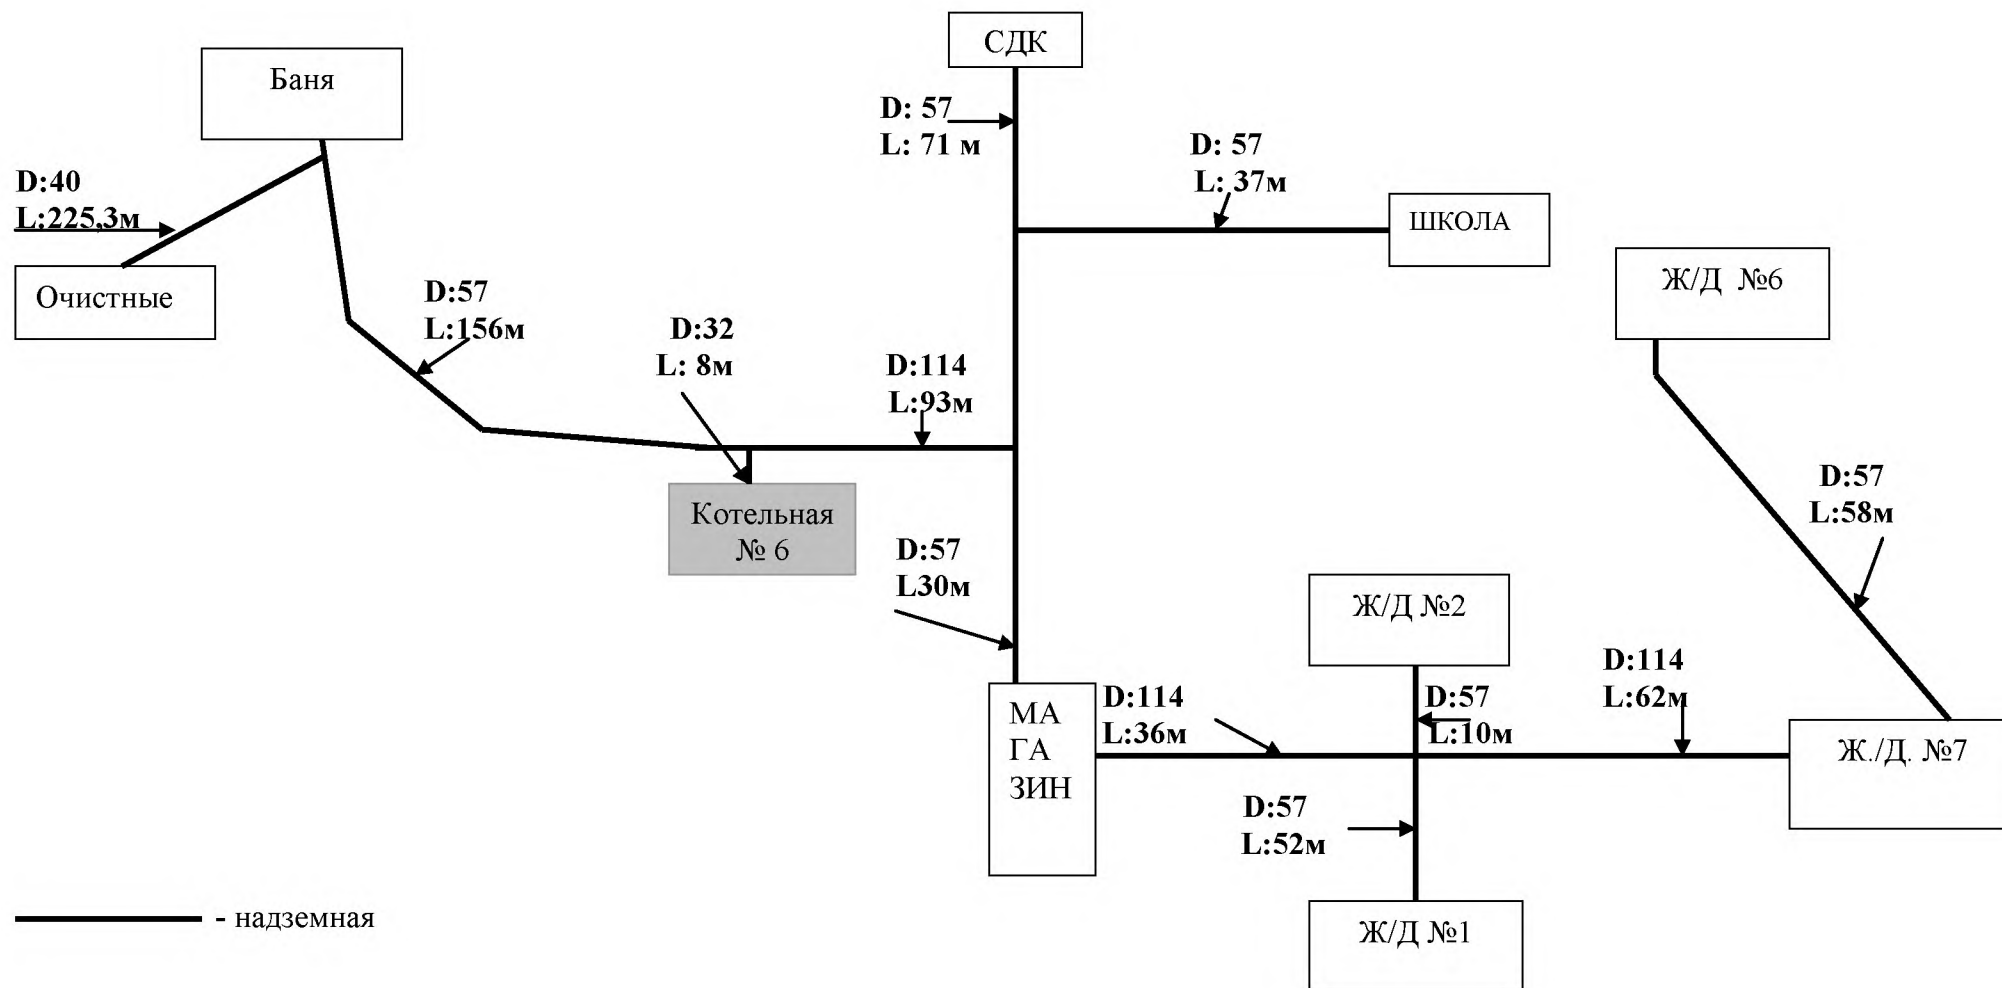 СДК
Баня
D: 57
L: 71 м
D: 57
L: 37м
D:40
L:225,3м
ШКОЛА
Очистные
Ж/Д №6
D:57
L:156м
D:32
L: 8м
D:114
L:93м
Котельная
№ 6
D:57
L:58м
D:57
L30м
Ж/Д №2
МА
ГА
ЗИН
D:114
L:36м
D:57
L:10м
D:114
L:62м
Ж./Д. №7
D:57
L:52м
- надземная
Ж/Д №1